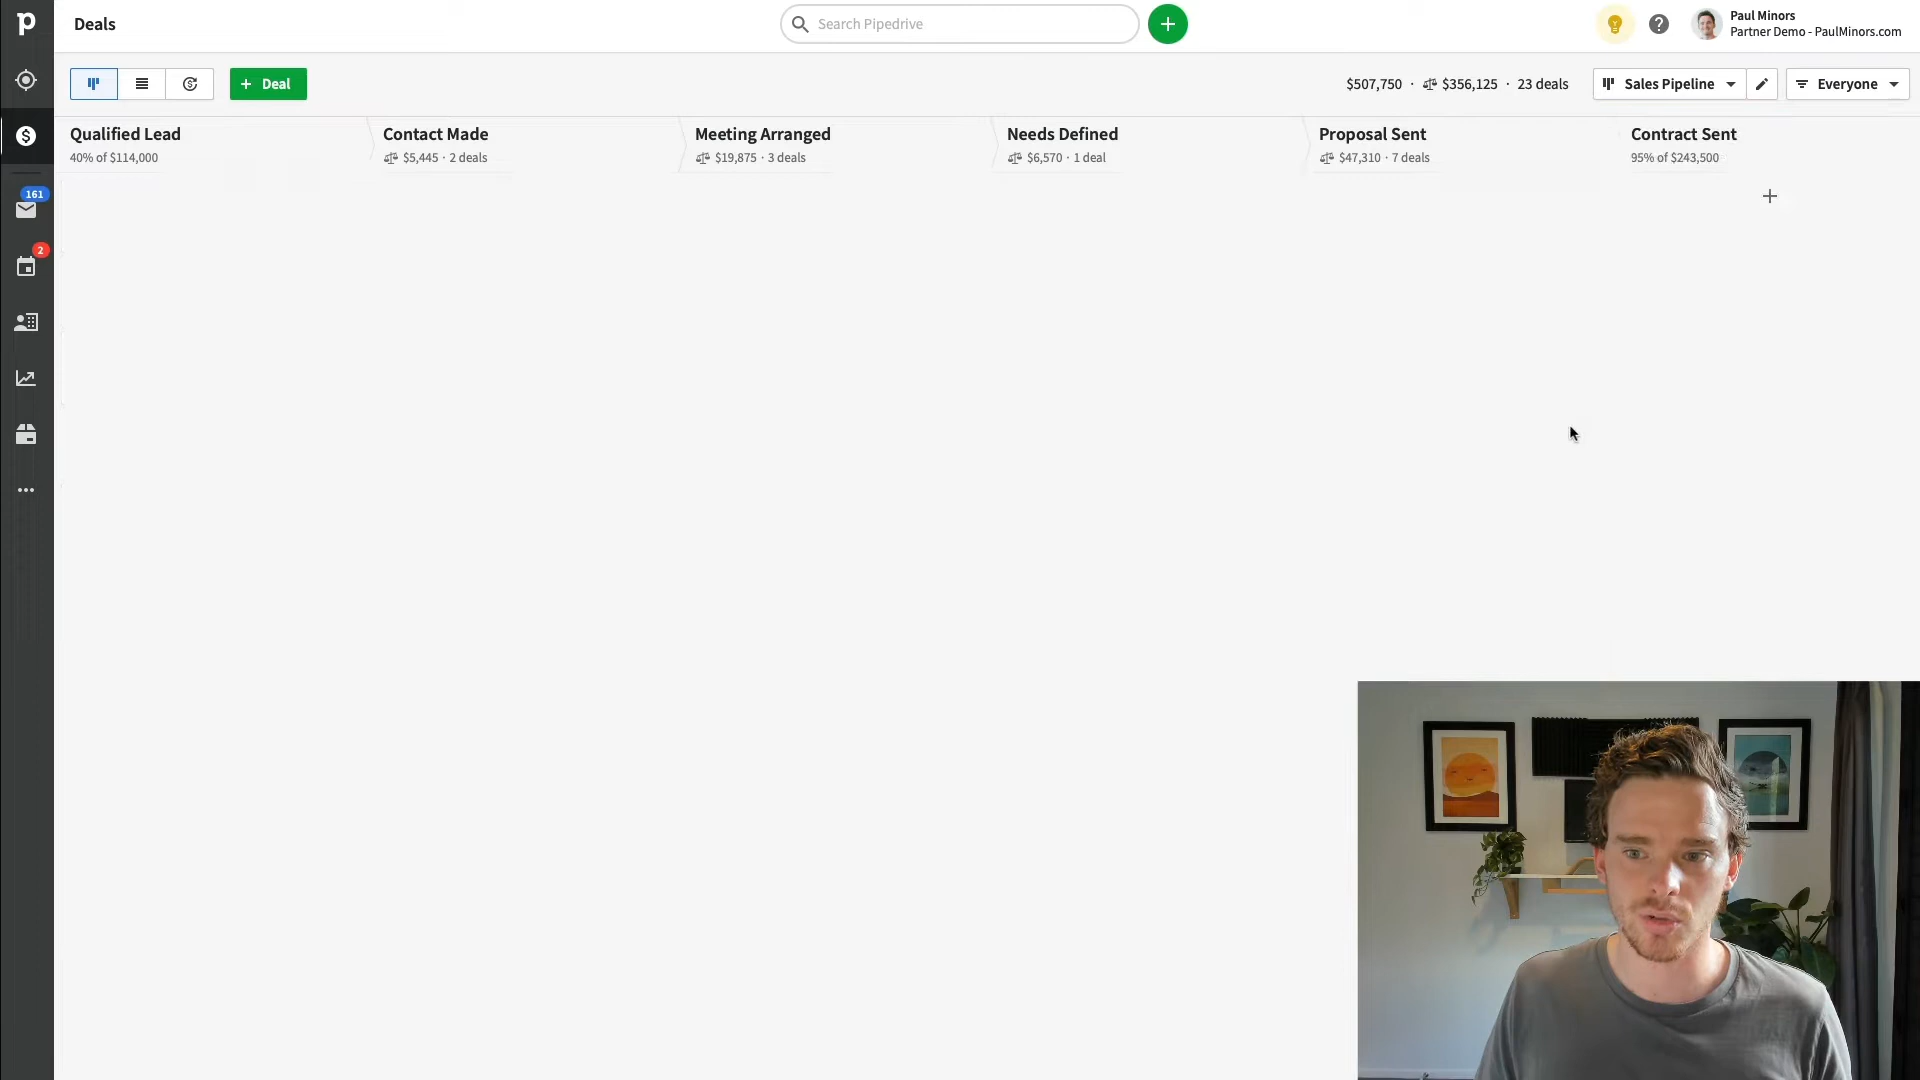 p
Deals
Search Pipedrive
Paul Minors
Partner Demo - PaulMinors.com
+ Deal
$507,750 · $356,125 · 23 deals
Sales Pipeline
Everyone
Qualified Lead
40% of $114,000
Contact Made
$5,445 · 2 deals
Meeting Arranged
$19,875 · 3 deals
Needs Defined
$6,570 · 1 deal
Proposal Sent
$47,310 · 7 deals
Contract Sent
95% of $243,500
161
2